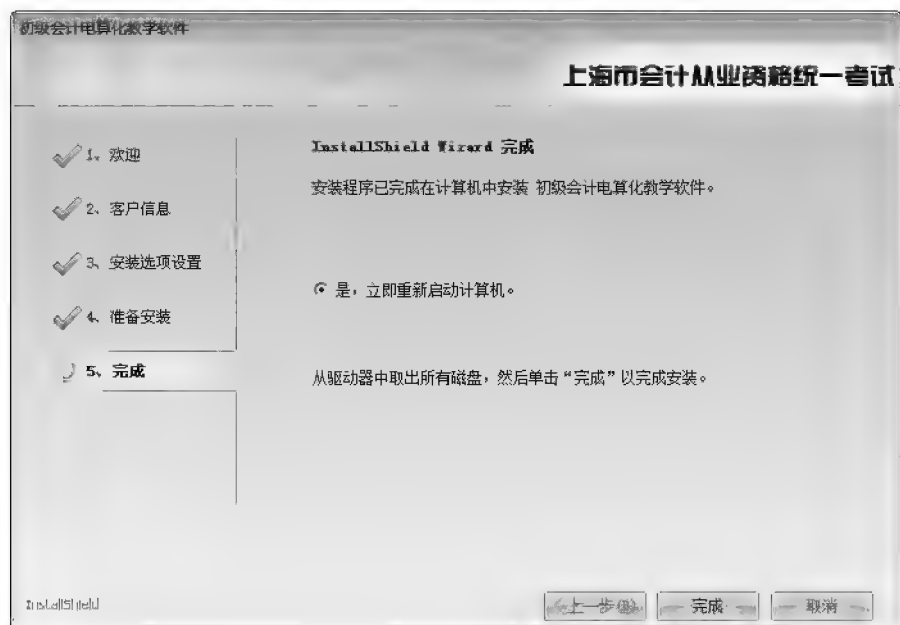 初级会计电算化教学软件
上海市会计从业资格统一考试
1、欢迎
2、客户信息
3、安装选项设置
4、准备安装
5、完成
InstallShield Wizard 完成
安装程序已完成在计算机中安装 初级会计电算化教学软件。
是，立即重新启动计算机。
从驱动器中取出所有磁盘，然后单击“完成”以完成安装。
InstallShield
<上一步(B)
完成
取消